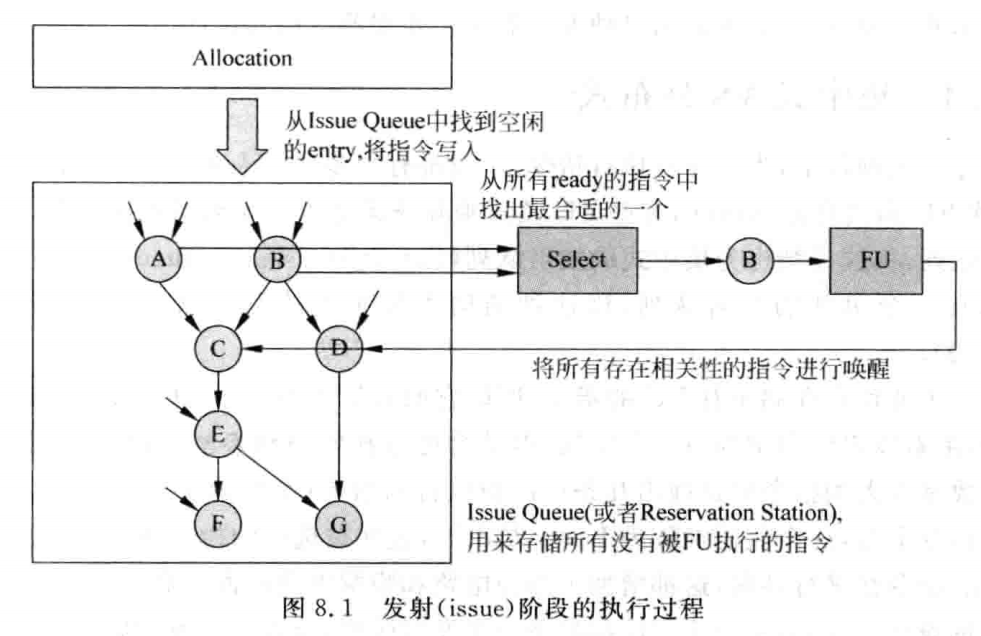 Allocation
从Issue Queue中找到空闲
的entry,将指令写入
从所有ready的指令中
找出最合适的一个
A
B
Select
B
FU
C
D
将所有存在相关性的指令进行唤醒
E
F
G
Issue Queue(或者Reservation Station),
用来存储所有没有被FU执行的指令
图 8.1 发射(issue)阶段的执行过程